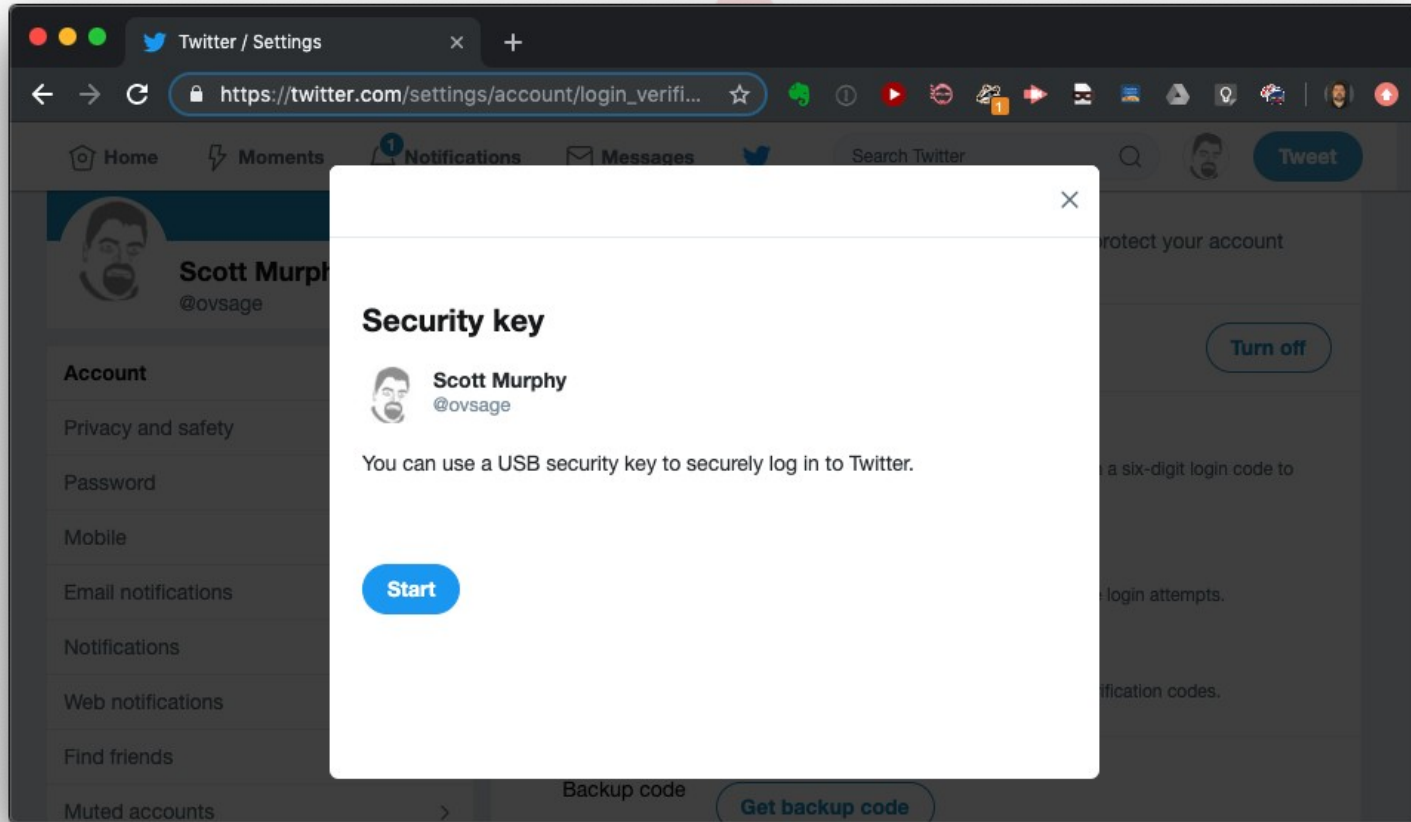 Twitter / Settings
https://twitter.com/settings/account/login_verifi...
1
Home
Moments
1
Notifications
Messages
Search Twitter
Tweet
Scott Murph
@ovsage
Account
Privacy and safety
Password
Mobile
Email notifications
Notifications
Web notifications
Find friends
Muted accounts
Security key
Scott Murphy
@ovsage
You can use a USB security key to securely log in to Twitter.
Start
protect your account
Turn off
a six-digit login code to
login attempts.
ification codes.
Backup code
Get backup code